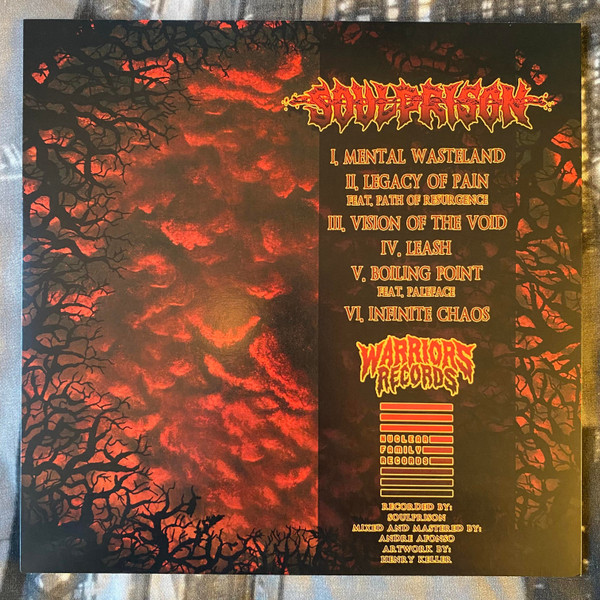 SOULPRISON
I. MENTAL WASTELAND
II. LEGACY OF PAIN
FEAT. PATH OF RESURGENCE
III. VISION OF THE VOID
IV. LEASH
V. BOILING POINT
FEAT. PALEFACE
VI. INFINITE CHAOS
WARRIORS
RECORDS
NUCLEAR
FAMILY
RECORDS
RECORDED BY:
SOULPRISON
MIXED AND MASTERED BY:
ANDRE AFONSO
ARTWORK BY:
HENRY KELLER